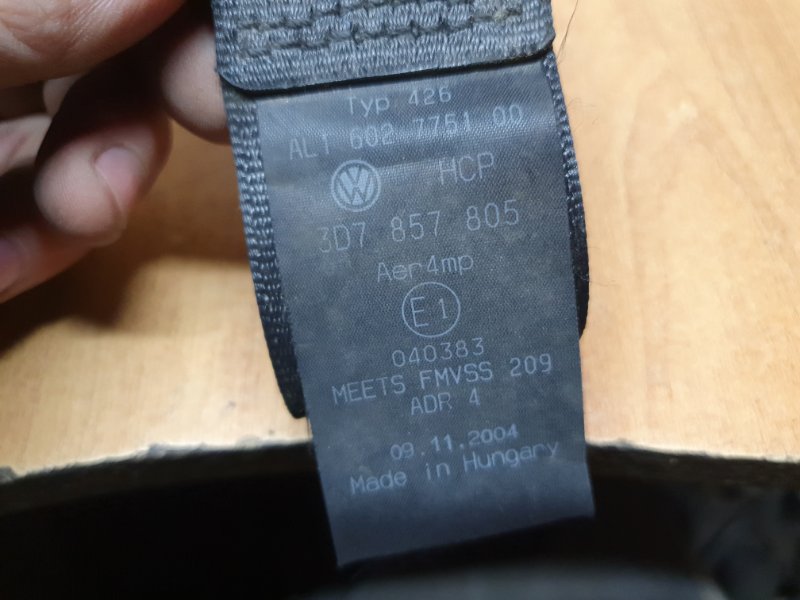 Typ 426
AL1 602 7751 00
HCP
3D7 857 805
Aer4mp
E1
040383
MEETS FMVSS 209
ADR 4
09.11.2004
Made in Hungary